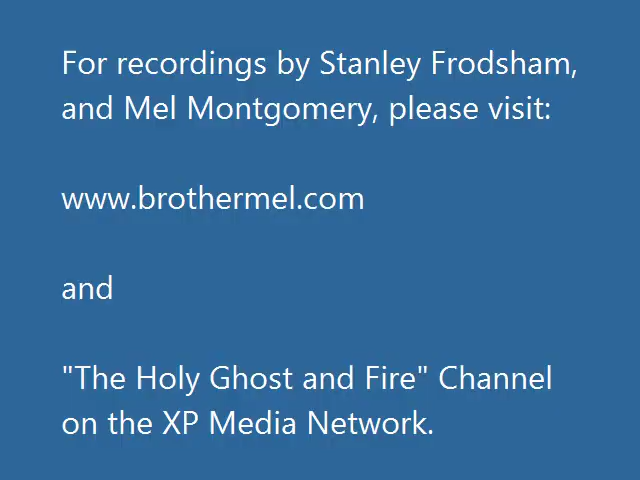 For recordings by Stanley Frodsham,
and Mel Montgomery, please visit:
www.brothermel.com
and
"The Holy Ghost and Fire" Channel
on the XP Media Network.